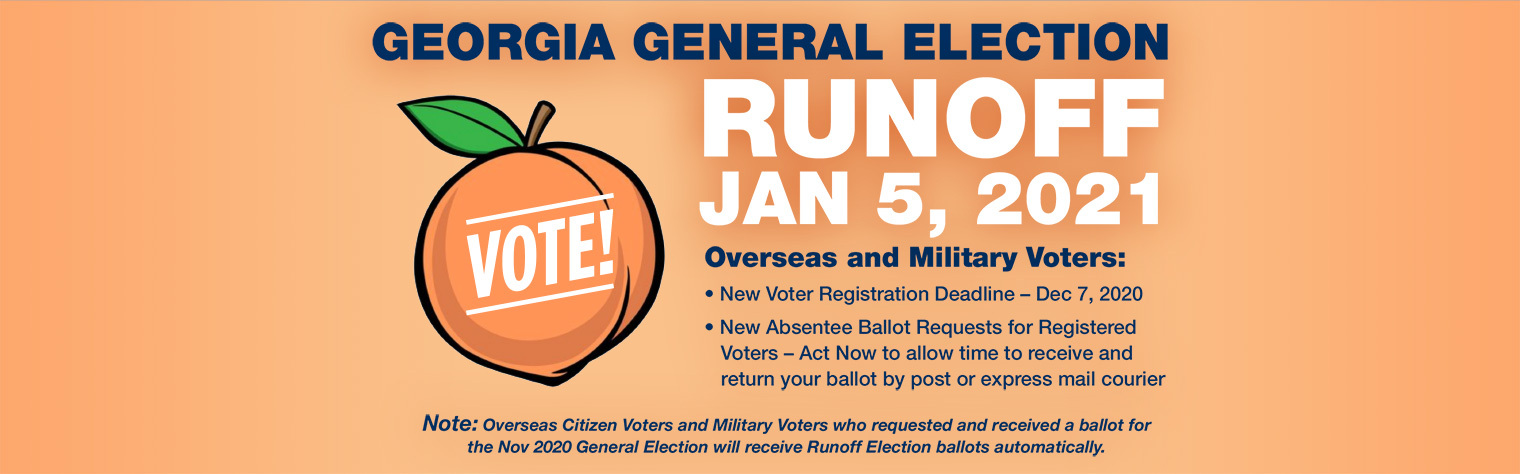 GEORGIA GENERAL ELECTION
RUNOFF
JAN 5, 2021
VOTE!
Overseas and Military Voters:
• New Voter Registration Deadline – Dec 7, 2020
• New Absentee Ballot Requests for Registered
Voters – Act Now to allow time to receive and
return your ballot by post or express mail courier
Note: Overseas Citizen Voters and Military Voters who requested and received a ballot for
the Nov 2020 General Election will receive Runoff Election ballots automatically.